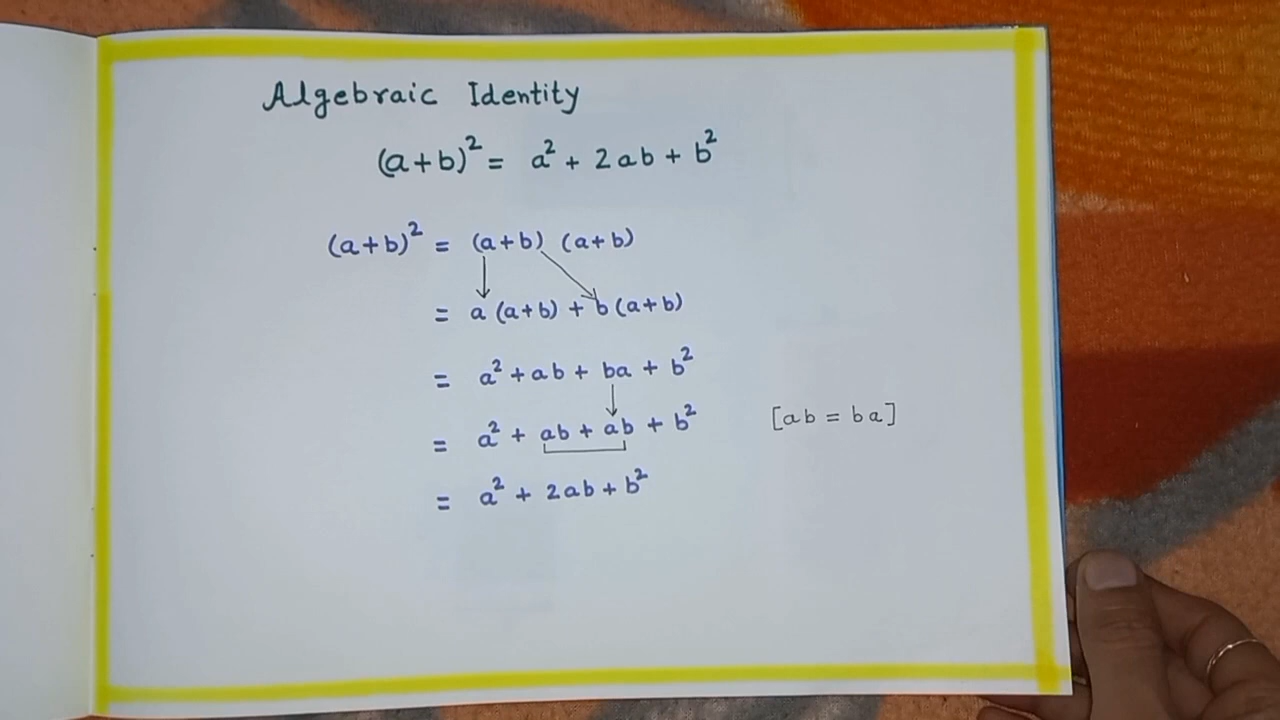 Algebraic Identity
(a+b)² = a² + 2ab + b²
(a+b)² = (a+b) (a+b)
= a (a+b) + b (a+b)
= a² + ab + ba + b²
= a² + ab + ab + b² [ab = ba]
= a² + 2ab + b²